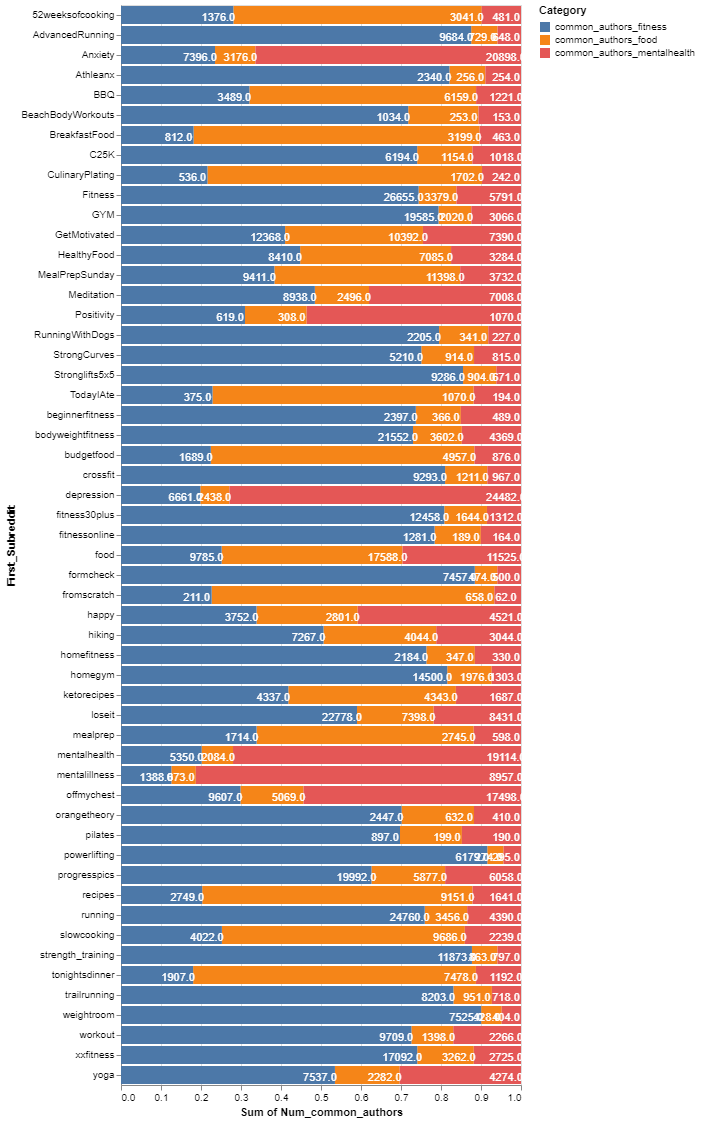 Category
common_authors_fitness
common_authors_food
common_authors_mentalhealth
First_Subreddit
52weeksofcooking 1376.0 3041.0 481.0
AdvancedRunning 9684.0 729.0 648.0
Anxiety 7396.0 3176.0 20898.0
Athleanx 2340.0 256.0 254.0
BBQ 3489.0 6159.0 1221.0
BeachBodyWorkouts 1034.0 253.0 153.0
BreakfastFood 812.0 3199.0 463.0
C25K 6194.0 1154.0 1018.0
CulinaryPlating 536.0 1702.0 242.0
Fitness 26655.0 3379.0 5791.0
GYM 19585.0 2020.0 3066.0
GetMotivated 12368.0 10392.0 7390.0
HealthyFood 8410.0 7085.0 3284.0
MealPrepSunday 9411.0 11398.0 3732.0
Meditation 8938.0 2496.0 7008.0
Positivity 619.0 308.0 1070.0
RunningWithDogs 2205.0 341.0 227.0
StrongCurves 5210.0 914.0 815.0
Stronglifts5x5 9286.0 904.0 671.0
TodayIAte 375.0 1070.0 194.0
beginnerfitness 2397.0 366.0 489.0
bodyweightfitness 21552.0 3602.0 4369.0
budgetfood 1689.0 4957.0 876.0
crossfit 9293.0 1211.0 967.0
depression 6661.0 2438.0 24482.0
fitness30plus 12458.0 1644.0 1312.0
fitnessonline 1281.0 189.0 164.0
food 9785.0 17588.0 11525.0
formcheck 7457.0
fromscratch 211.0 658.0 62.0
happy 3752.0 2801.0 4521.0
hiking 7267.0 4044.0 3044.0
homefitness 2184.0 347.0 330.0
homegym 14500.0 1976.0 1303.0
ketorecipes 4337.0 4343.0 1687.0
loseit 22778.0 7398.0 8431.0
mealprep 1714.0 2745.0 598.0
mentalhealth 5350.0 2084.0 19114.0
mentalillness 1388.0 8957.0
offmychest 9607.0 5069.0 17498.0
orangetheory 2447.0 632.0 410.0
pilates 897.0 199.0 190.0
powerlifting
progresspics 19992.0 5877.0 6058.0
recipes 2749.0 9151.0 1641.0
running 24760.0 3456.0 4390.0
slowcooking 4022.0 9686.0 2239.0
strength_training 11873.0 797.0
tonightsdinner 1907.0 7478.0 1192.0
trailrunning 8203.0 951.0 718.0
weightroom
workout 9709.0 1398.0 2266.0
xxfitness 17092.0 3262.0 2725.0
yoga 7537.0 2282.0 4274.0
0.0 0.1 0.2 0.3 0.4 0.5 0.6 0.7 0.8 0.9 1.0
Sum of Num_common_authors